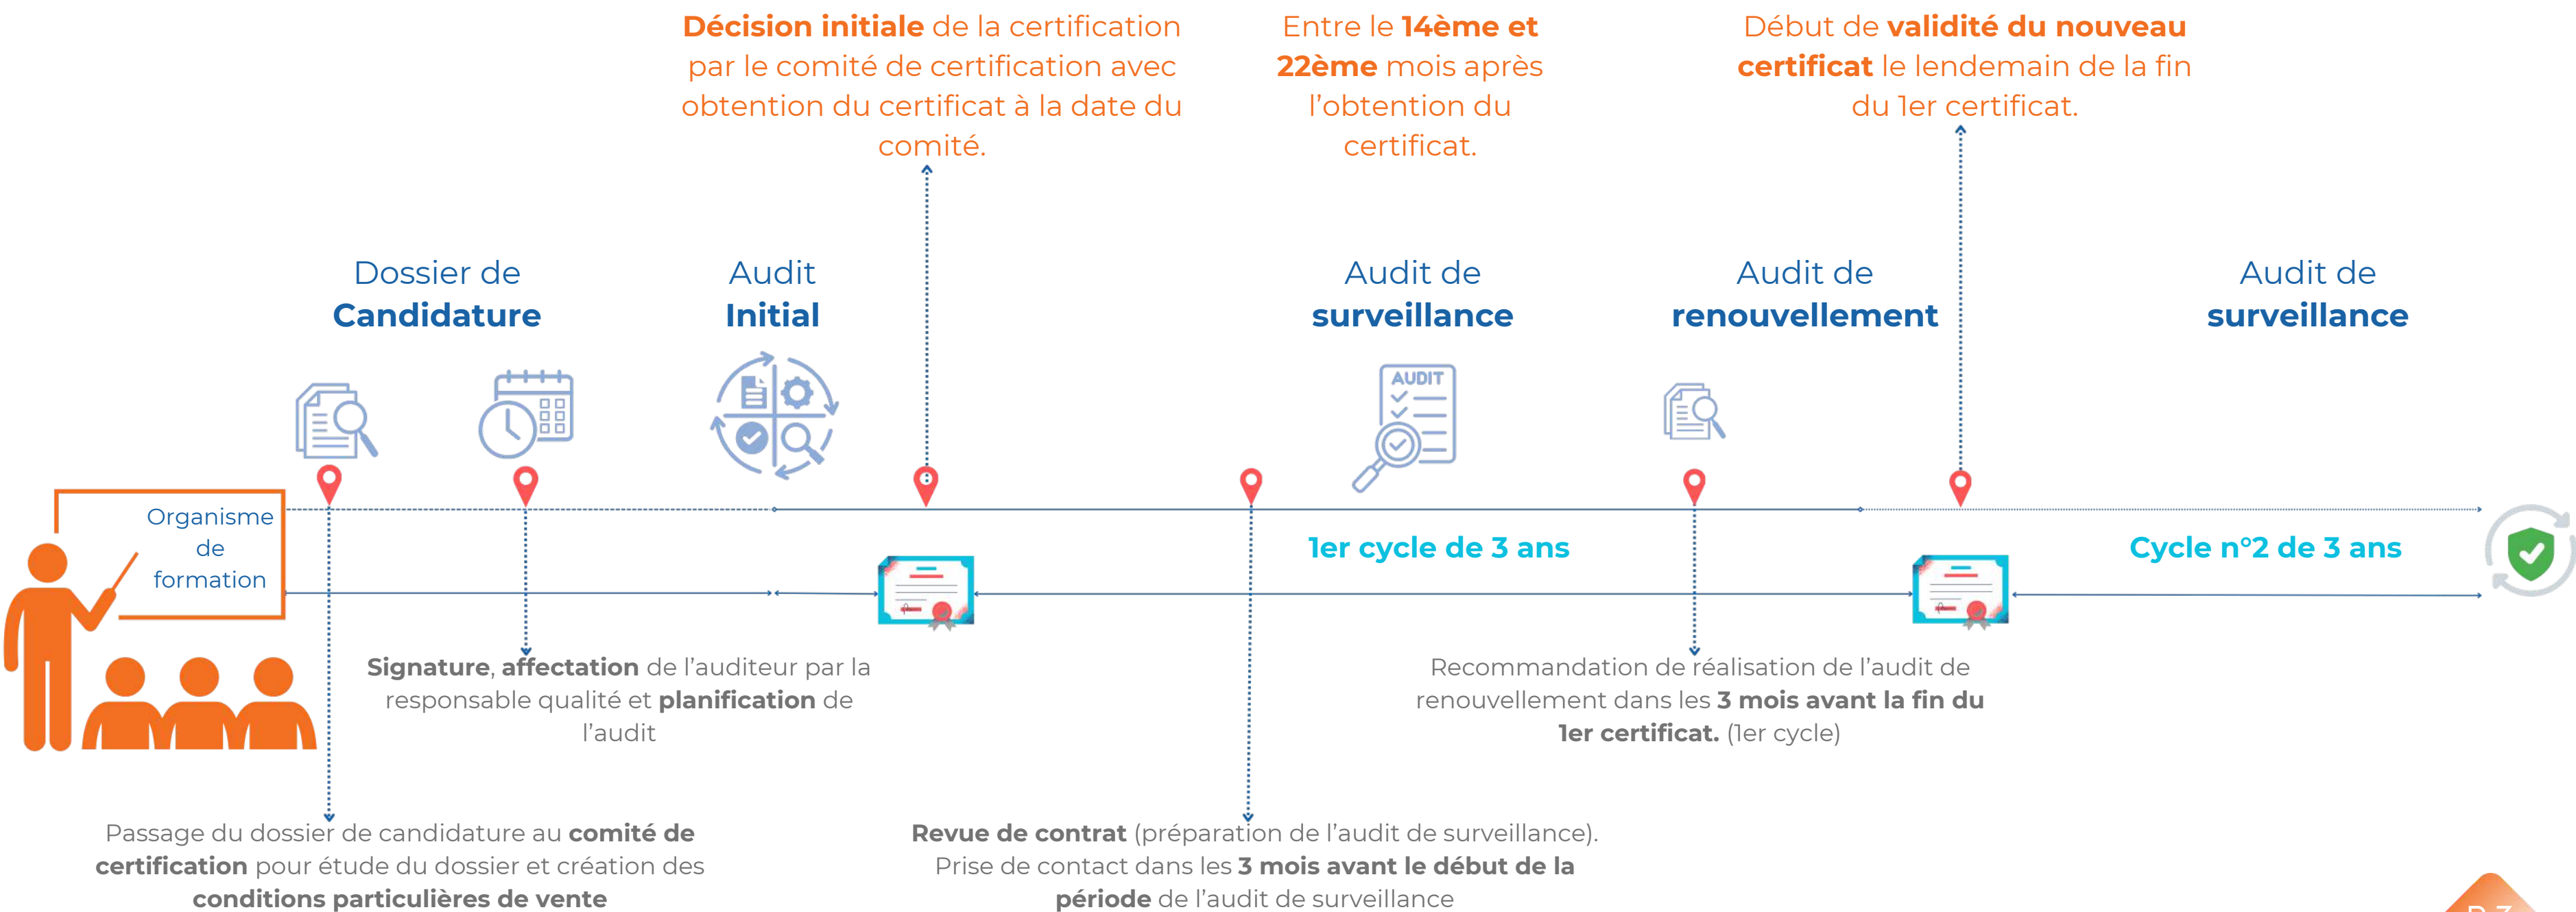 Décision initiale de la certification
par le comité de certification avec
obtention du certificat à la date du
comité.
Entre le 14ème et
22ème mois après
l'obtention du
certificat.
Début de validité du nouveau
certificat le lendemain de la fin
du 1er certificat.
Dossier de
Candidature
Audit
Initial
Audit de
surveillance
Audit de
renouvellement
Audit de
surveillance
AUDIT
Organisme
de
formation
1er cycle de 3 ans
Cycle n°2 de 3 ans
Signature, affectation de l'auditeur par la
responsable qualité et planification de
l'audit
Recommandation de réalisation de l'audit de
renouvellement dans les 3 mois avant la fin du
1er certificat. (1er cycle)
Passage du dossier de candidature au comité de
certification pour étude du dossier et création des
conditions particulières de vente
Revue de contrat (préparation de l'audit de surveillance).
Prise de contact dans les 3 mois avant le début de la
période de l'audit de surveillance